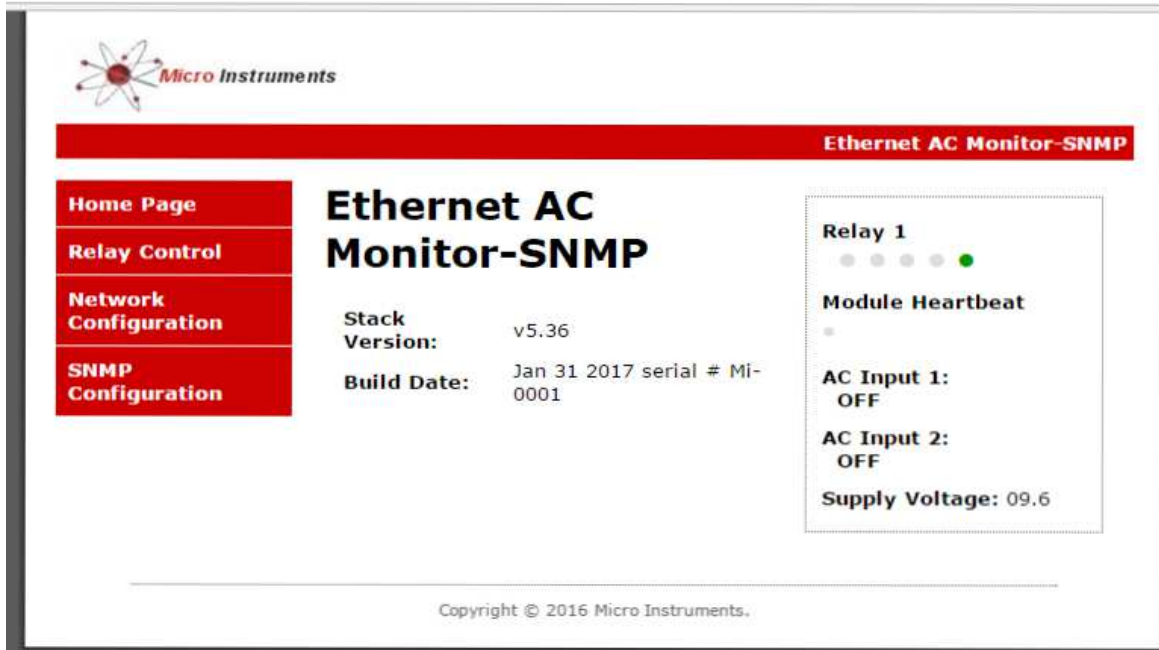 Micro Instruments
Ethernet AC Monitor-SNMP
Home Page
Relay Control
Network
Configuration
SNMP
Configuration
Ethernet AC
Monitor-SNMP
Stack
Version:
v5.36
Build Date:
Jan 31 2017 serial # Mi-
0001
Relay 1
Module Heartbeat
AC Input 1:
OFF
AC Input 2:
OFF
Supply Voltage: 09.6
Copyright © 2016 Micro Instruments.